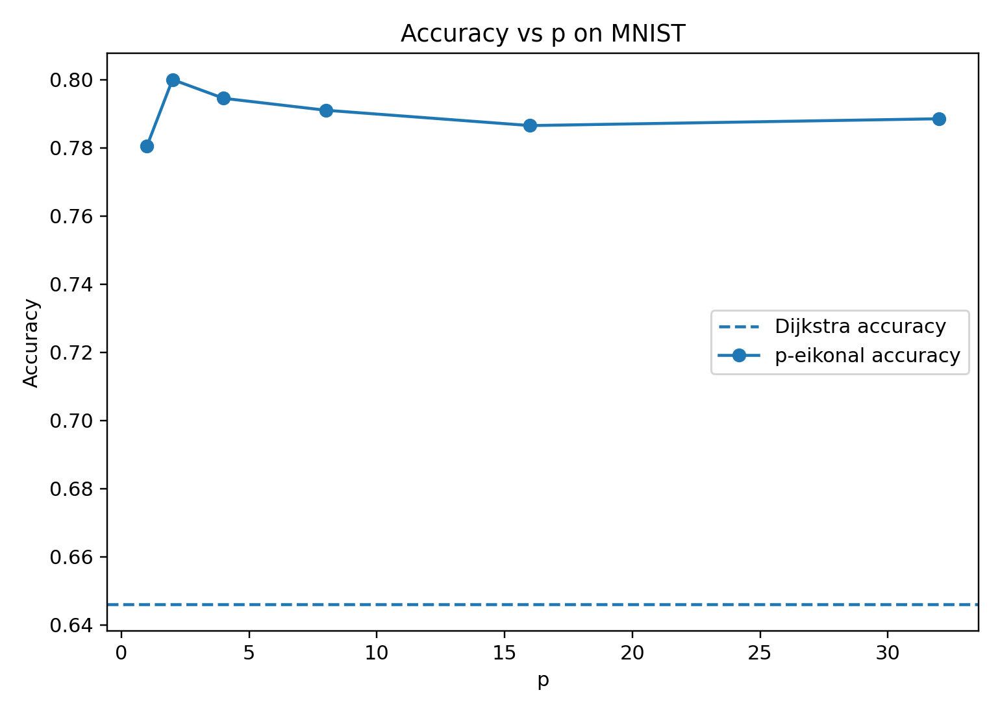 Accuracy vs p on MNIST
0.80
0.78
0.76
0.74
0.72
0.70
0.68
0.66
0.64
Accuracy
Dijkstra accuracy
p-eikonal accuracy
0 5 10 15 20 25 30
p